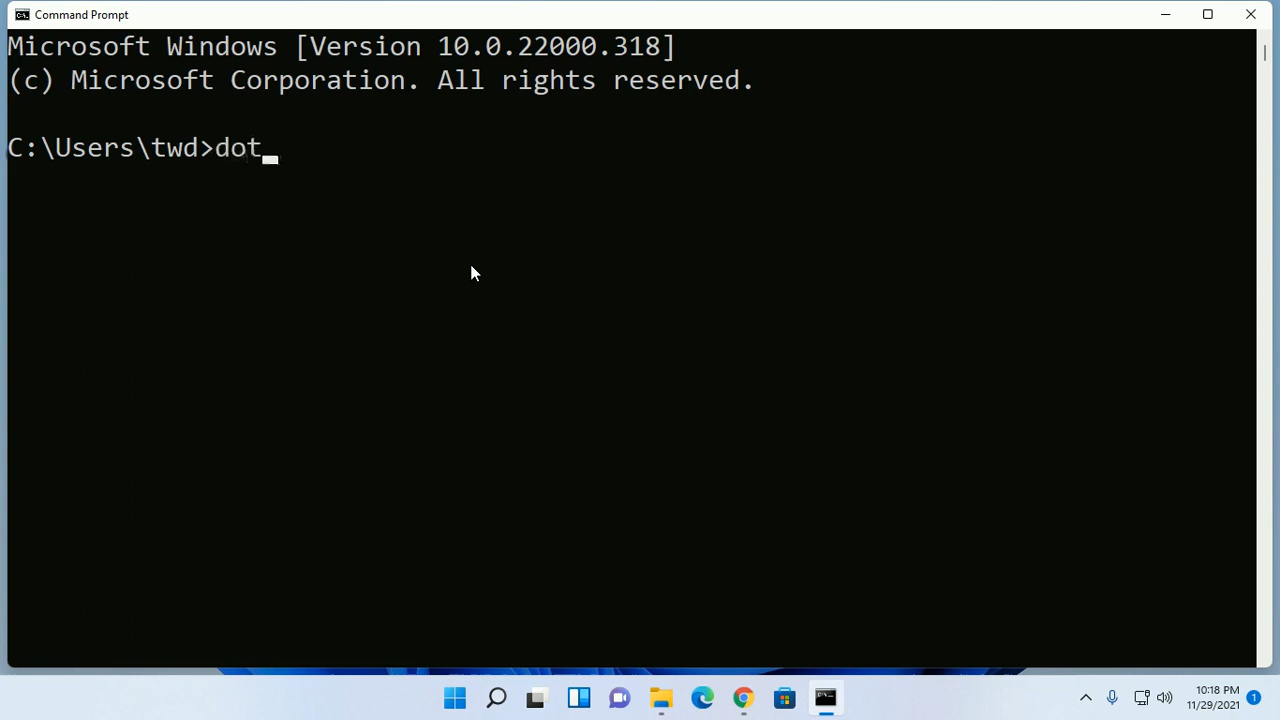 Command Prompt
Microsoft Windows [Version 10.0.22000.318]
(c) Microsoft Corporation. All rights reserved.
C:\Users\twd>dot_
10:18 PM
11/29/2021
1